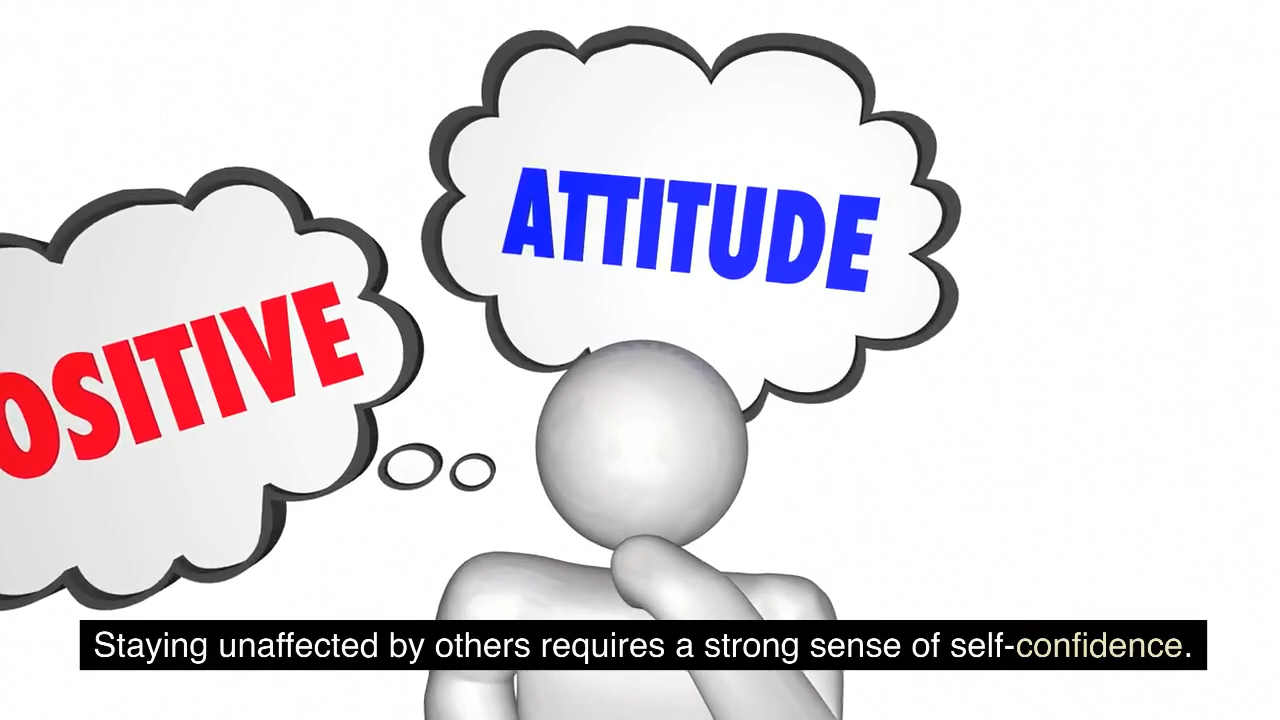 ATTITUDE
OSITIVE
Staying unaffected by others requires a strong sense of self-confidence.